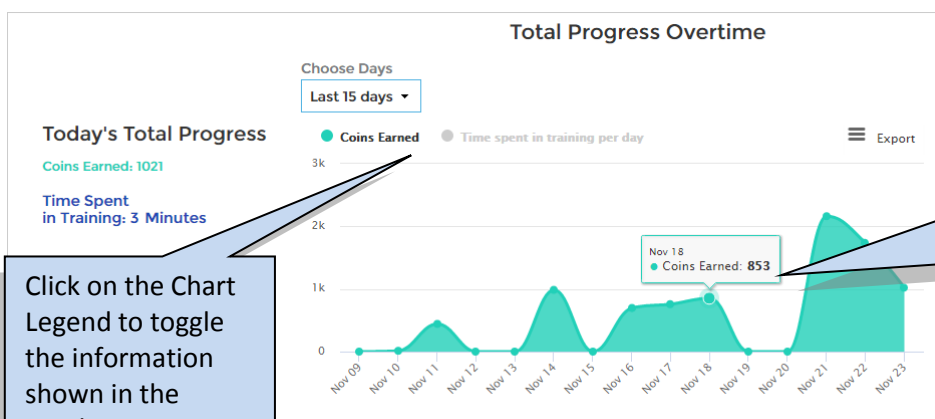 Total Progress Overtime
Choose Days
Last 15 days
Today's Total Progress
Coins Earned
Time spent in training per day
Export
Coins Earned: 1021
Time Spent
in Training: 3 Minutes
3k
2k
1k
0
Nov 18
Coins Earned: 853
Nov 09
Nov 10
Nov 11
Nov 12
Nov 13
Nov 14
Nov 15
Nov 16
Nov 17
Nov 18
Nov 19
Nov 20
Nov 21
Nov 22
Nov 23
Click on the Chart
Legend to toggle
the information
shown in the